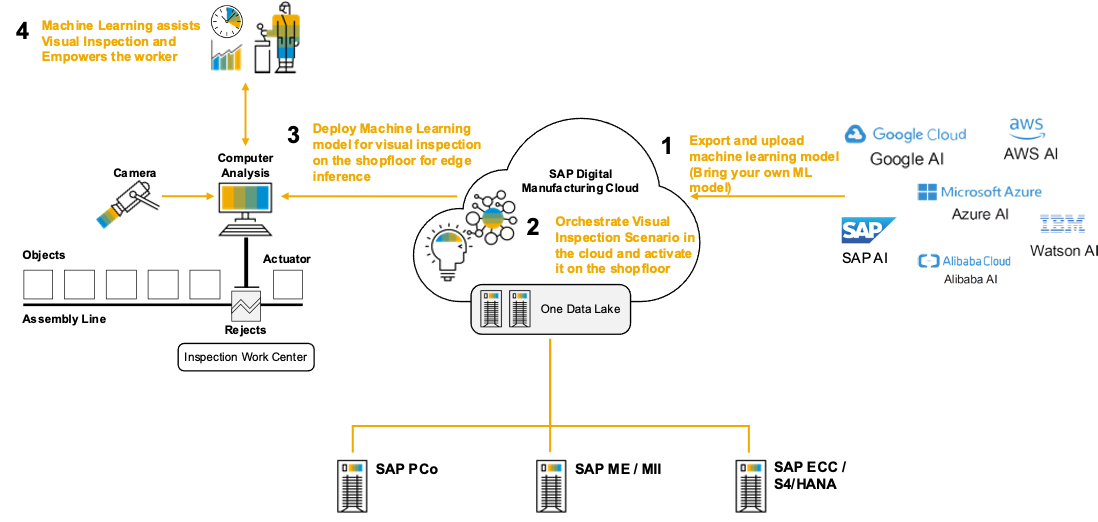 4
Machine Learning assists
Visual Inspection and
Empowers the worker
3
Deploy Machine Learning
model for visual inspection
on the shopfloor for edge
inference
1
Export and upload
machine learning model
(Bring your own ML
model)
Google Cloud
Google AI
aws
AWS AI
Microsoft Azure
Azure AI
SAP
SAP AI
IBM
Watson AI
Alibaba Cloud
Alibaba AI
SAP Digital
Manufacturing Cloud
2
Orchestrate Visual
Inspection Scenario in
the cloud and activate
it on the shopfloor
One Data Lake
Camera
Computer
Analysis
Objects
Actuator
Assembly Line
Rejects
Inspection Work Center
SAP PCo
SAP ME / MII
SAP ECC /
S4/HANA